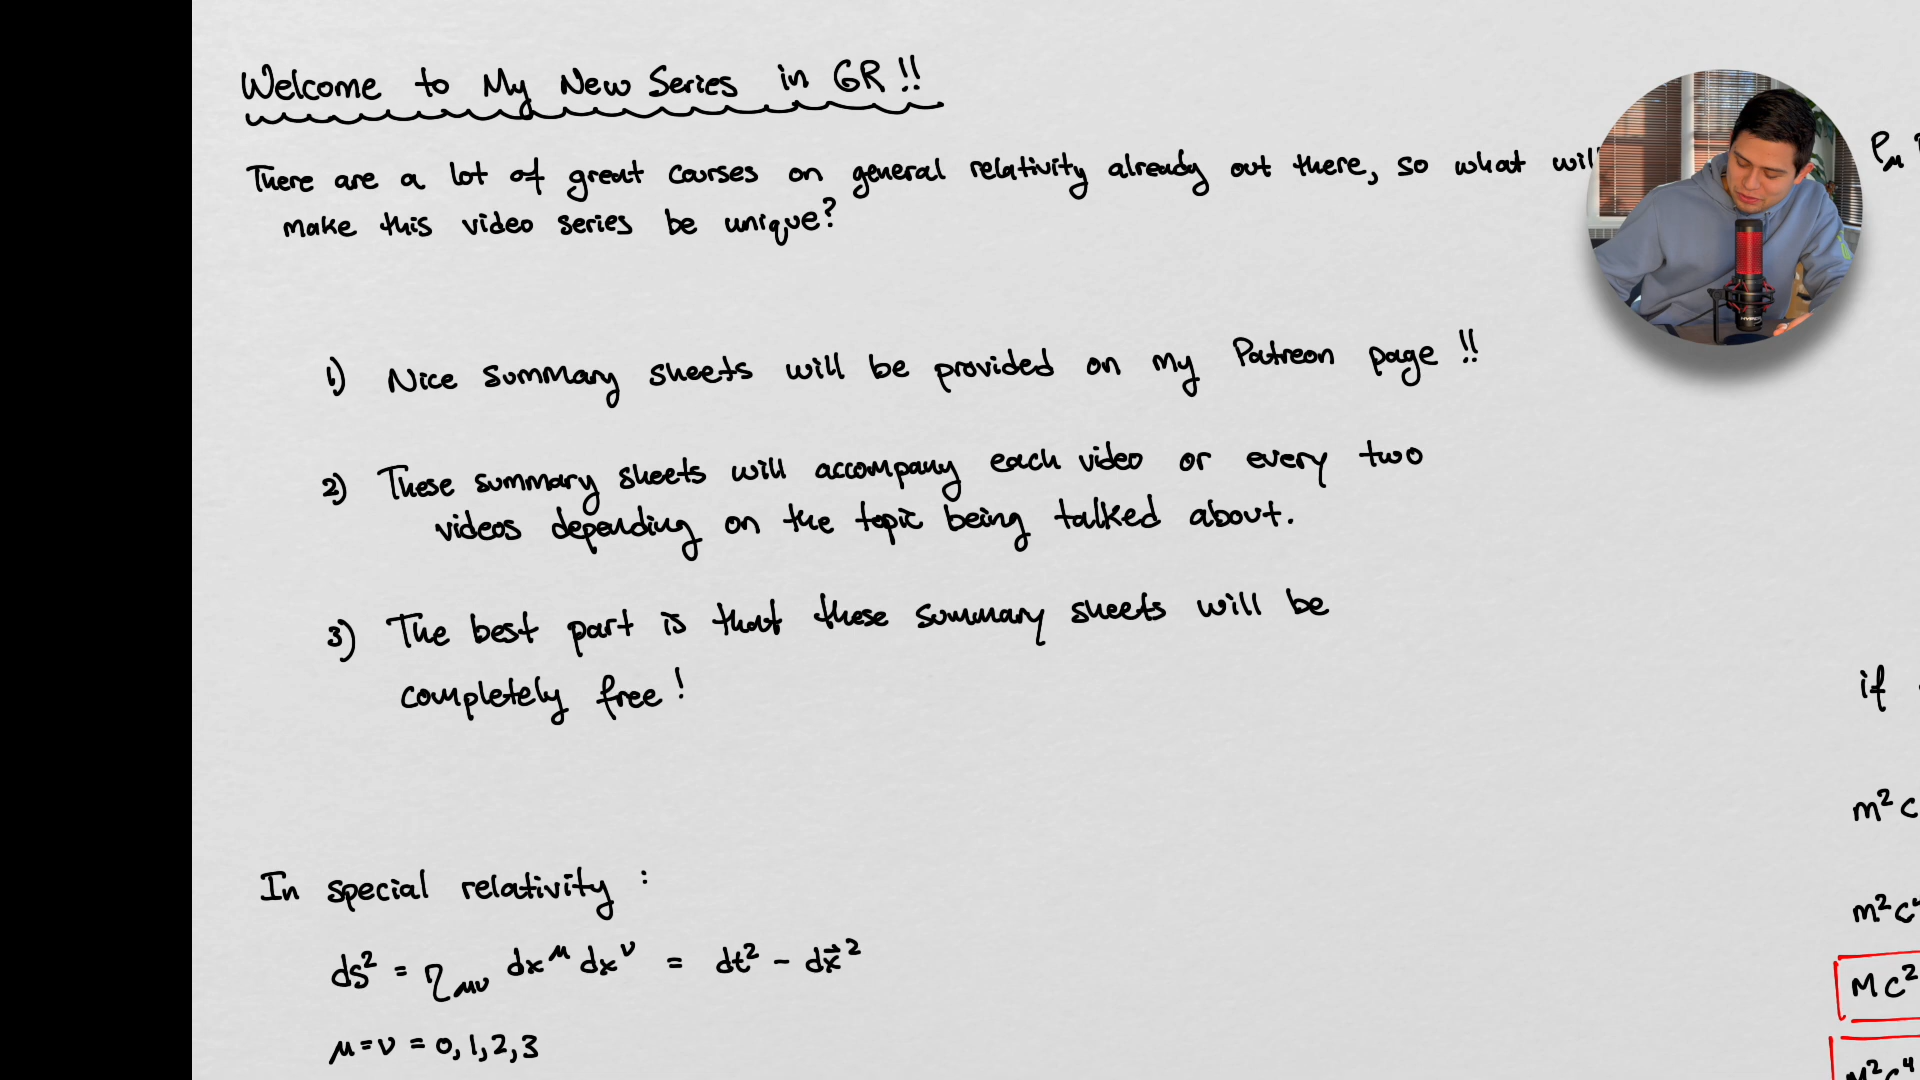 Welcome to My New Series in GR!!
There are a lot of great courses on general relativity already out there, so what will
make this video series be unique?
1) Nice summary sheets will be provided on my Patreon page!!
2) These summary sheets will accompany each video or every two
videos depending on the topic being talked about.
3) The best part is that these summary sheets will be
completely free!
In special relativity:
ds² = η_μν dx^μ dx^ν = dt² - dx⃗²
μ=ν = 0,1,2,3
P_μ
if
m²c
m²c⁴
Mc²
m²c⁴
HYPERX